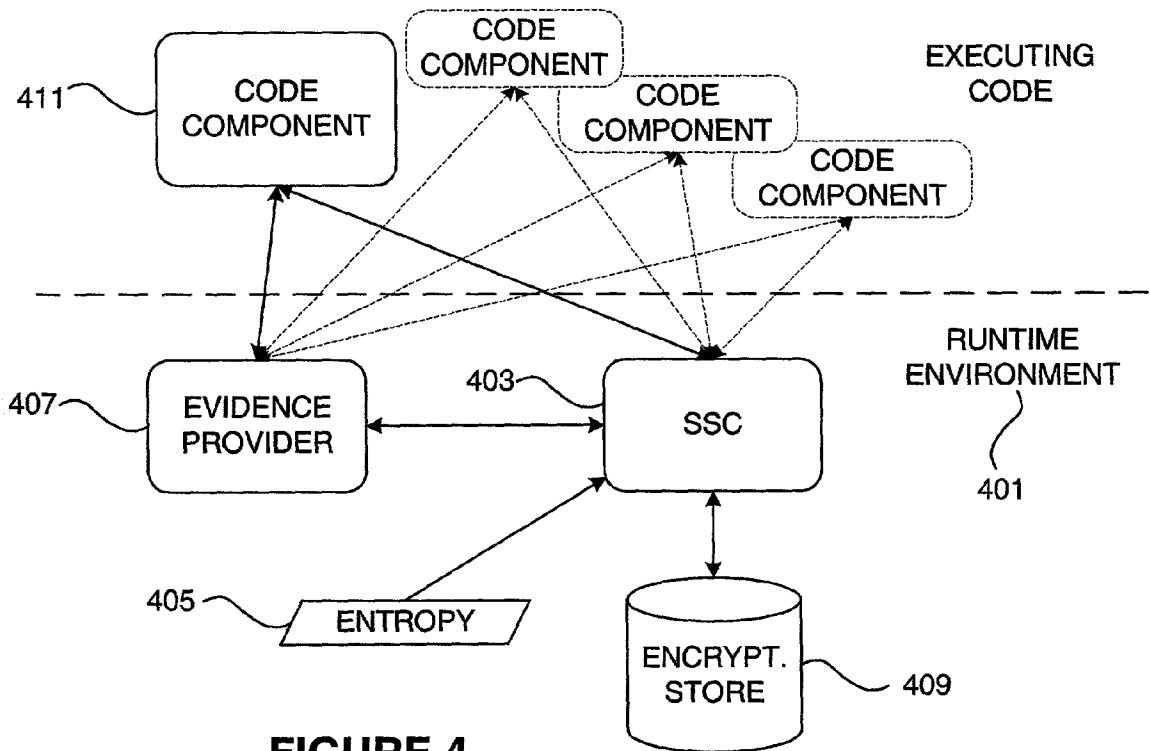 CODE
COMPONENT
EXECUTING
CODE
411
CODE
COMPONENT
CODE
COMPONENT
CODE
COMPONENT
RUNTIME
ENVIRONMENT
401
407
EVIDENCE
PROVIDER
403
SSC
405
ENTROPY
ENCRYPT.
STORE
409
FIGURE 4